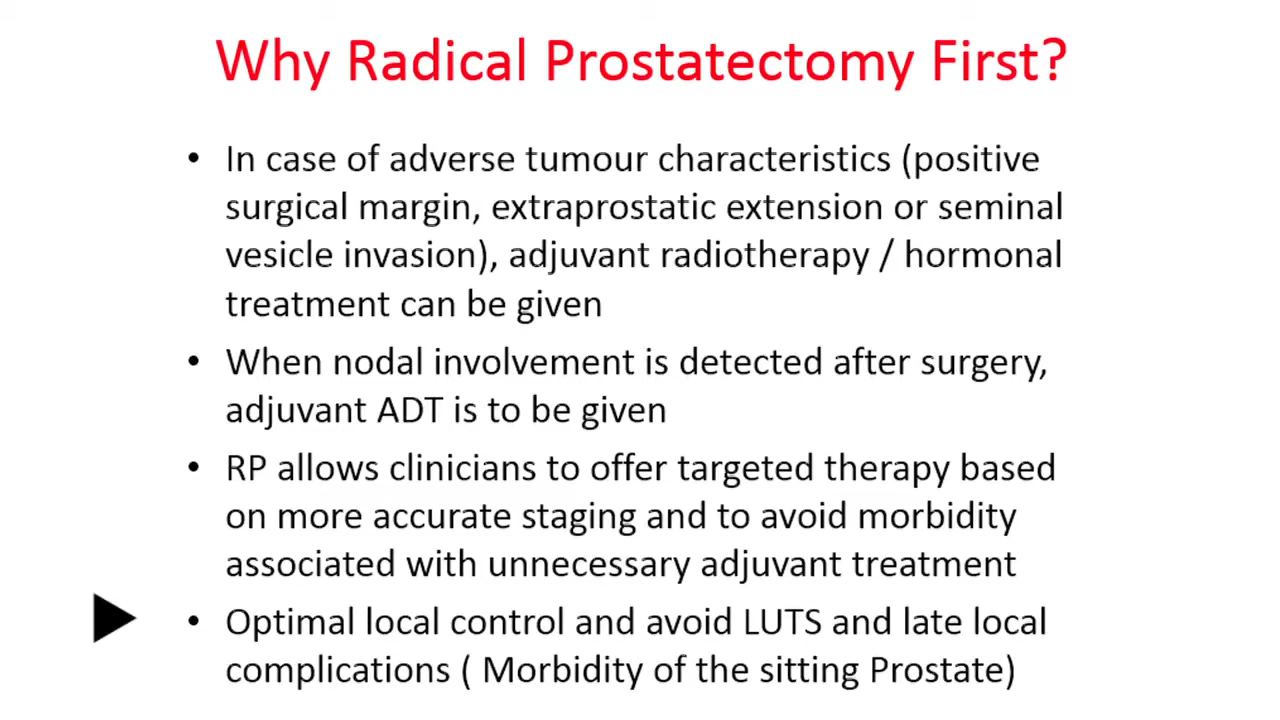 Why Radical Prostatectomy First?
• In case of adverse tumour characteristics (positive
surgical margin, extraprostatic extension or seminal
vesicle invasion), adjuvant radiotherapy / hormonal
treatment can be given
• When nodal involvement is detected after surgery,
adjuvant ADT is to be given
• RP allows clinicians to offer targeted therapy based
on more accurate staging and to avoid morbidity
associated with unnecessary adjuvant treatment
• Optimal local control and avoid LUTS and late local
complications ( Morbidity of the sitting Prostate)